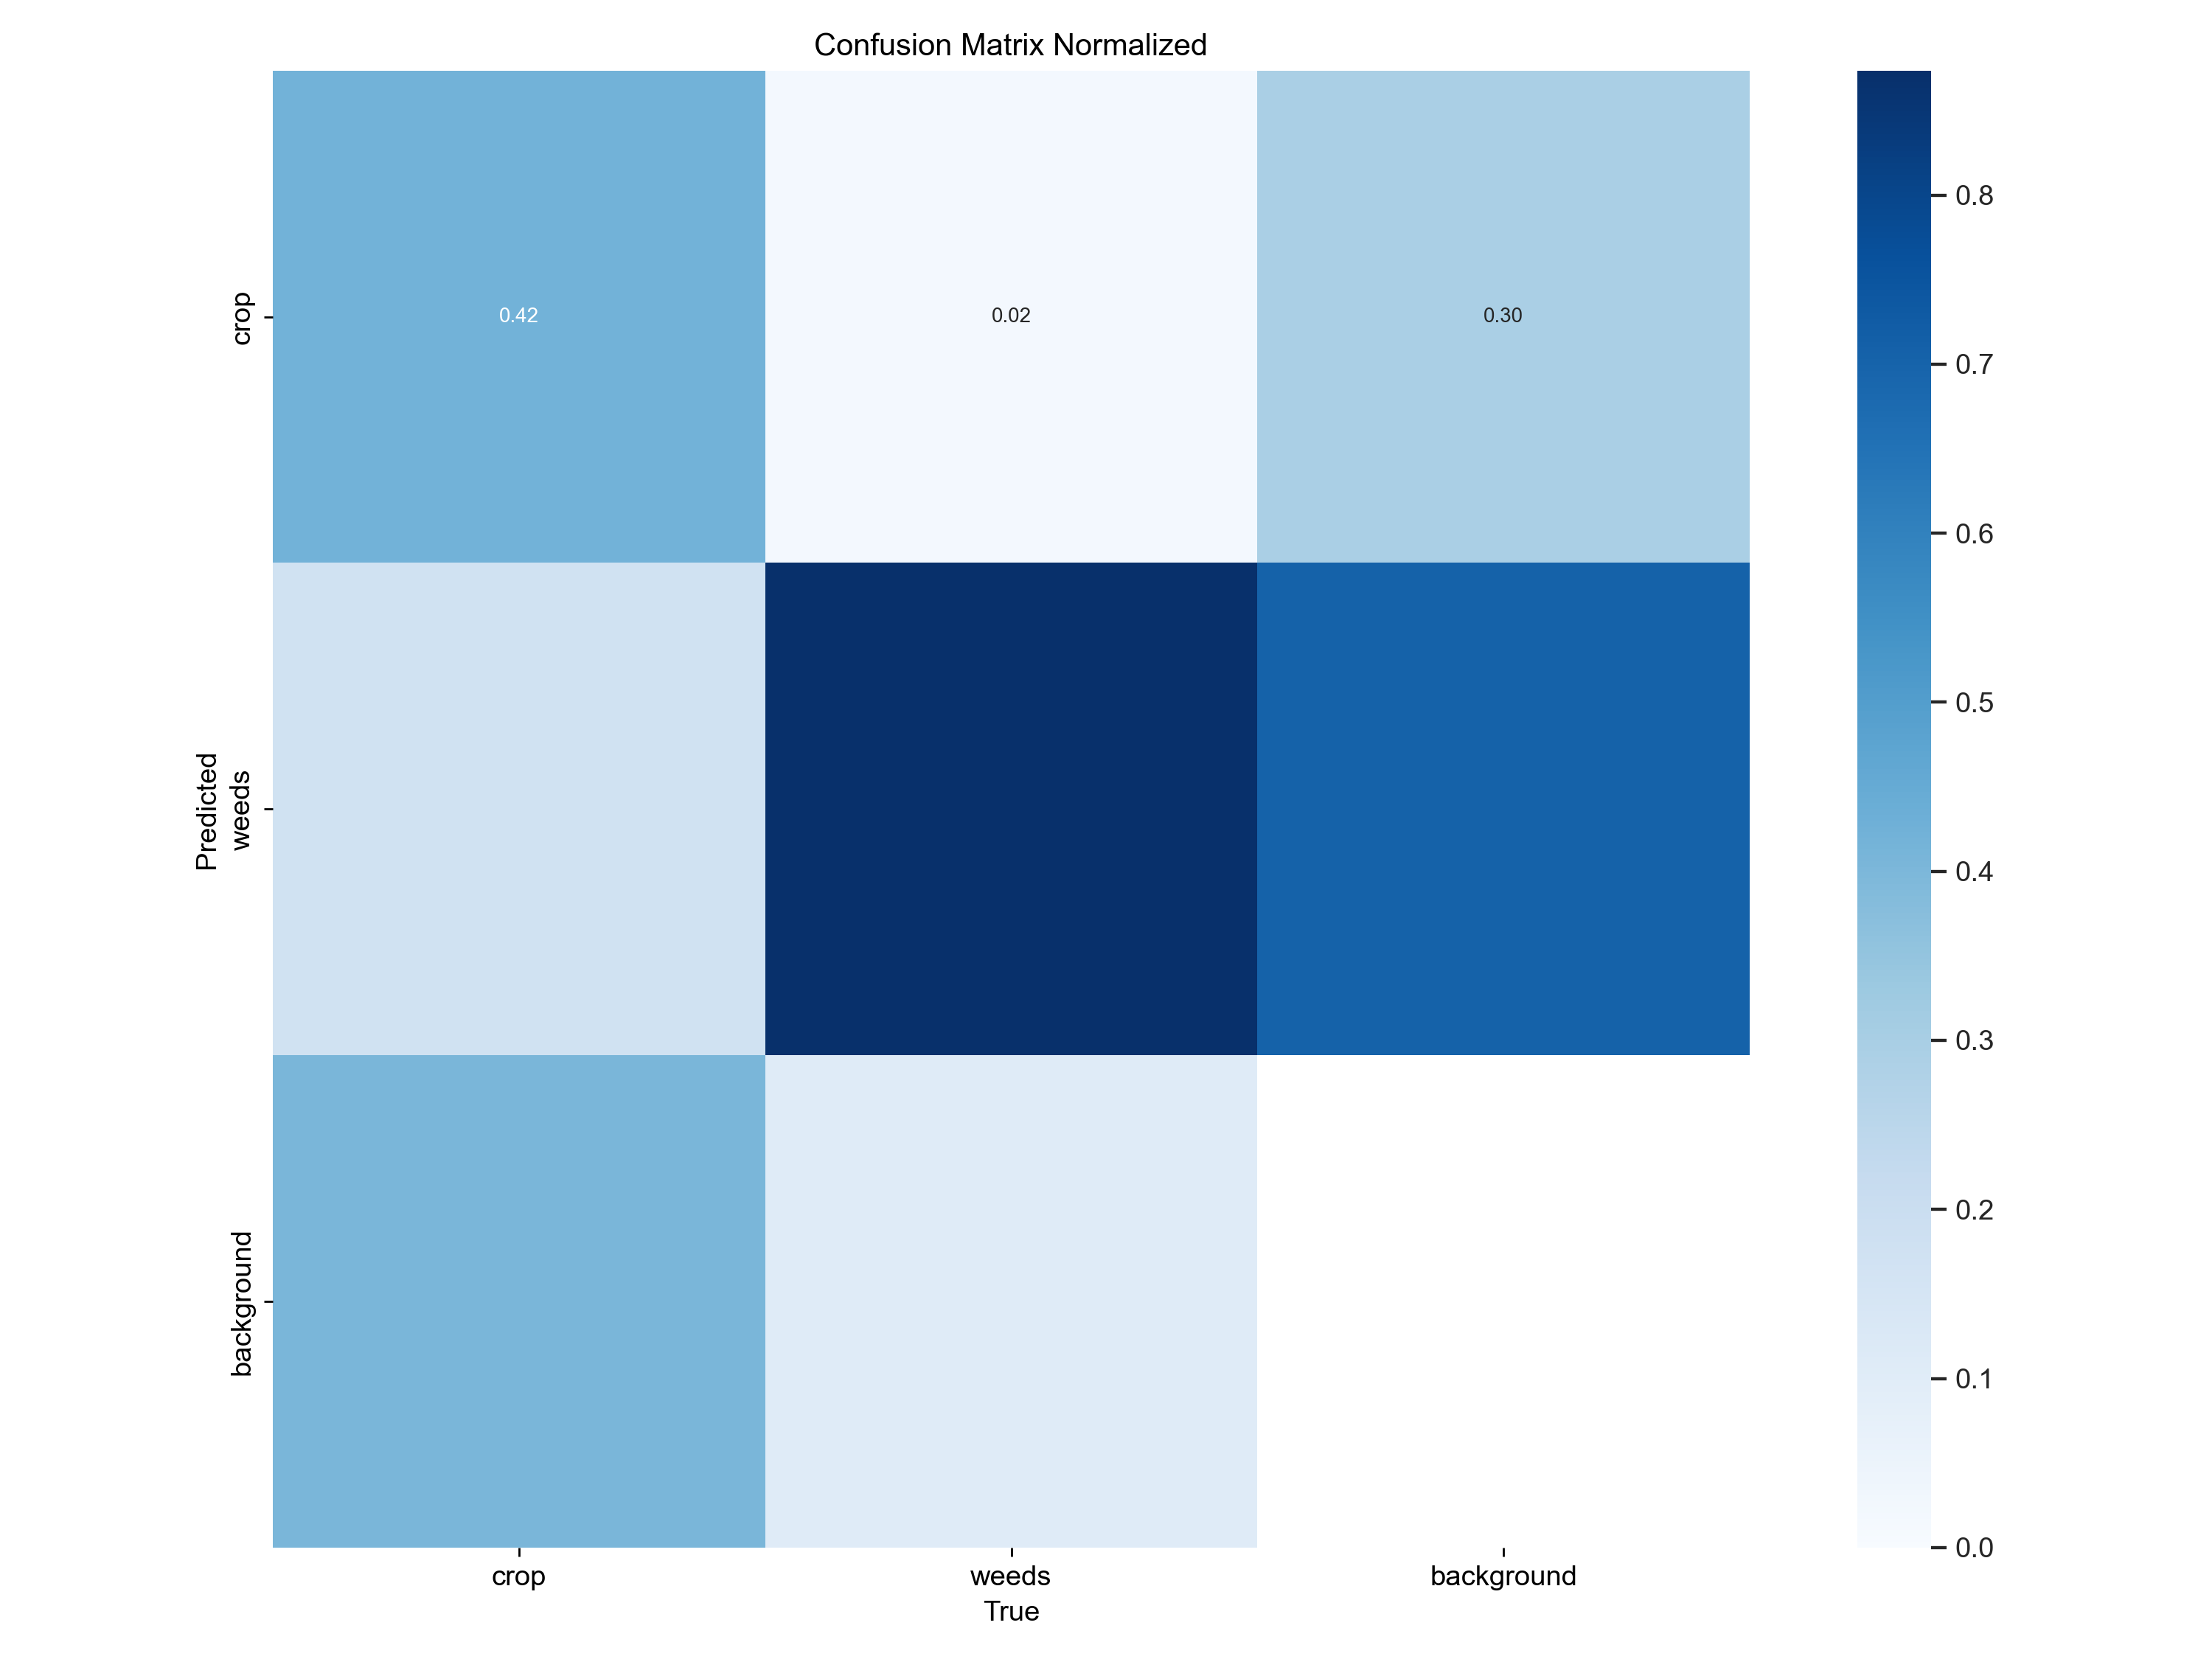 Confusion Matrix Normalized
crop
0.42
0.02
0.30
Predicted
weeds
background
crop
weeds
background
True
0.8
0.7
0.6
0.5
0.4
0.3
0.2
0.1
0.0